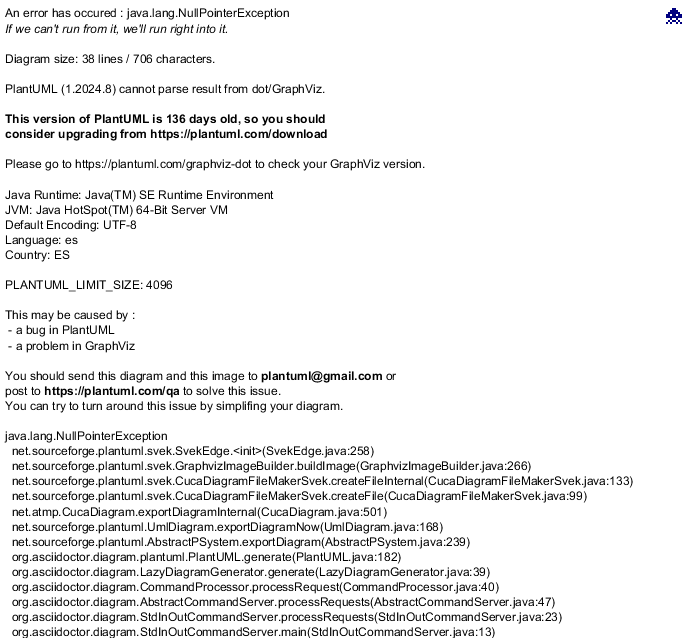 An error has occured : java.lang.NullPointerException
If we can't run from it, we'll run right into it.
Diagram size: 38 lines / 706 characters.
PlantUML (1.2024.8) cannot parse result from dot/GraphViz.
This version of PlantUML is 136 days old, so you should
consider upgrading from https://plantuml.com/download
Please go to https://plantuml.com/graphviz-dot to check your GraphViz version.
Java Runtime: Java(TM) SE Runtime Environment
JVM: Java HotSpot(TM) 64-Bit Server VM
Default Encoding: UTF-8
Language: es
Country: ES
PLANTUML_LIMIT_SIZE: 4096
This may be caused by :
- a bug in PlantUML
- a problem in GraphViz
You should send this diagram and this image to plantuml@gmail.com or
post to https://plantuml.com/qa to solve this issue.
You can try to turn around this issue by simplifing your diagram.
java.lang.NullPointerException
net.sourceforge.plantuml.svek.SvekEdge.<init>(SvekEdge.java:258)
net.sourceforge.plantuml.svek.GraphvizImageBuilder.buildImage(GraphvizImageBuilder.java:266)
net.sourceforge.plantuml.svek.CucaDiagramFileMakerSvek.createFileInternal(CucaDiagramFileMakerSvek.java:133)
net.sourceforge.plantuml.svek.CucaDiagramFileMakerSvek.createFile(CucaDiagramFileMakerSvek.java:99)
net.atmp.CucaDiagram.exportDiagramInternal(CucaDiagram.java:501)
net.sourceforge.plantuml.UmlDiagram.exportDiagramNow(UmlDiagram.java:168)
net.sourceforge.plantuml.AbstractPSystem.exportDiagram(AbstractPSystem.java:239)
org.asciidoctor.diagram.plantuml.PlantUML.generate(PlantUML.java:182)
org.asciidoctor.diagram.LazyDiagramGenerator.generate(LazyDiagramGenerator.java:39)
org.asciidoctor.diagram.CommandProcessor.processRequest(CommandProcessor.java:40)
org.asciidoctor.diagram.AbstractCommandServer.processRequests(AbstractCommandServer.java:47)
org.asciidoctor.diagram.StdInOutCommandServer.processRequests(StdInOutCommandServer.java:23)
org.asciidoctor.diagram.StdInOutCommandServer.main(StdInOutCommandServer.java:13)